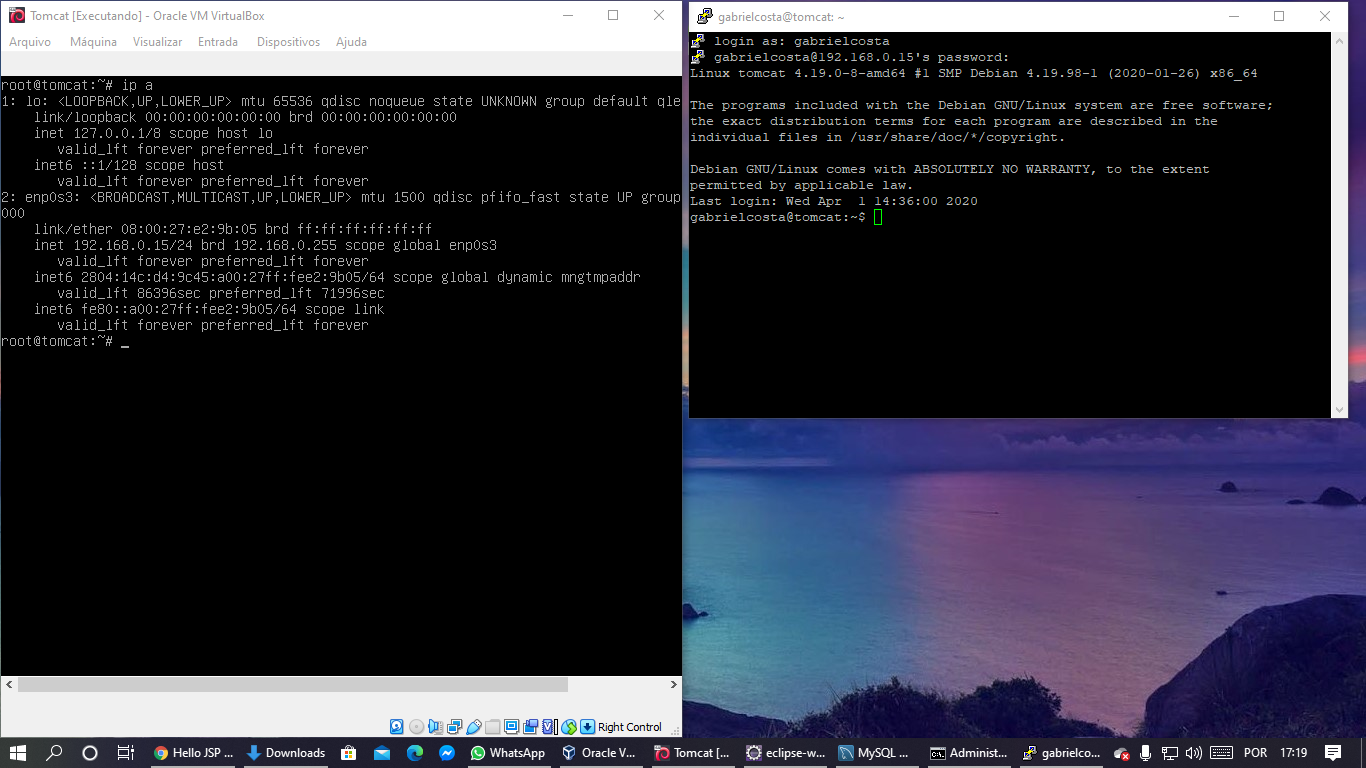 Tomcat [Executando] - Oracle VM VirtualBox
Arquivo Máquina Visualizar Entrada Dispositivos Ajuda
root@tomcat:~# ip a
1: lo: <LOOPBACK,UP,LOWER_UP> mtu 65536 qdisc noqueue state UNKNOWN group default qle
link/loopback 00:00:00:00:00:00 brd 00:00:00:00:00:00
inet 127.0.0.1/8 scope host lo
valid_lft forever preferred_lft forever
inet6 ::1/128 scope host
valid_lft forever preferred_lft forever
2: enp0s3: <BROADCAST,MULTICAST,UP,LOWER_UP> mtu 1500 qdisc pfifo_fast state UP group
000
link/ether 08:00:27:e2:9b:05 brd ff:ff:ff:ff:ff:ff
inet 192.168.0.15/24 brd 192.168.0.255 scope global enp0s3
valid_lft forever preferred_lft forever
inet6 2804:14c:d4:9c45:a00:27ff:fee2:9b05/64 scope global dynamic mngtmpaddr
valid_lft 86396sec preferred_lft 71996sec
inet6 fe80::a00:27ff:fee2:9b05/64 scope link
valid_lft forever preferred_lft forever
root@tomcat:~# _
Right Control
gabrielcosta@tomcat: ~
login as: gabrielcosta
gabrielcosta@192.168.0.15's password:
Linux tomcat 4.19.0-8-amd64 #1 SMP Debian 4.19.98-1 (2020-01-26) x86_64
The programs included with the Debian GNU/Linux system are free software;
the exact distribution terms for each program are described in the
individual files in /usr/share/doc/*/copyright.
Debian GNU/Linux comes with ABSOLUTELY NO WARRANTY, to the extent
permitted by applicable law.
Last login: Wed Apr  1 14:36:00 2020
gabrielcosta@tomcat:~$
Hello JSP ... Downloads WhatsApp Oracle V... Tomcat [... eclipse-w... MySQL ... Administ... gabrielco... POR 17:19